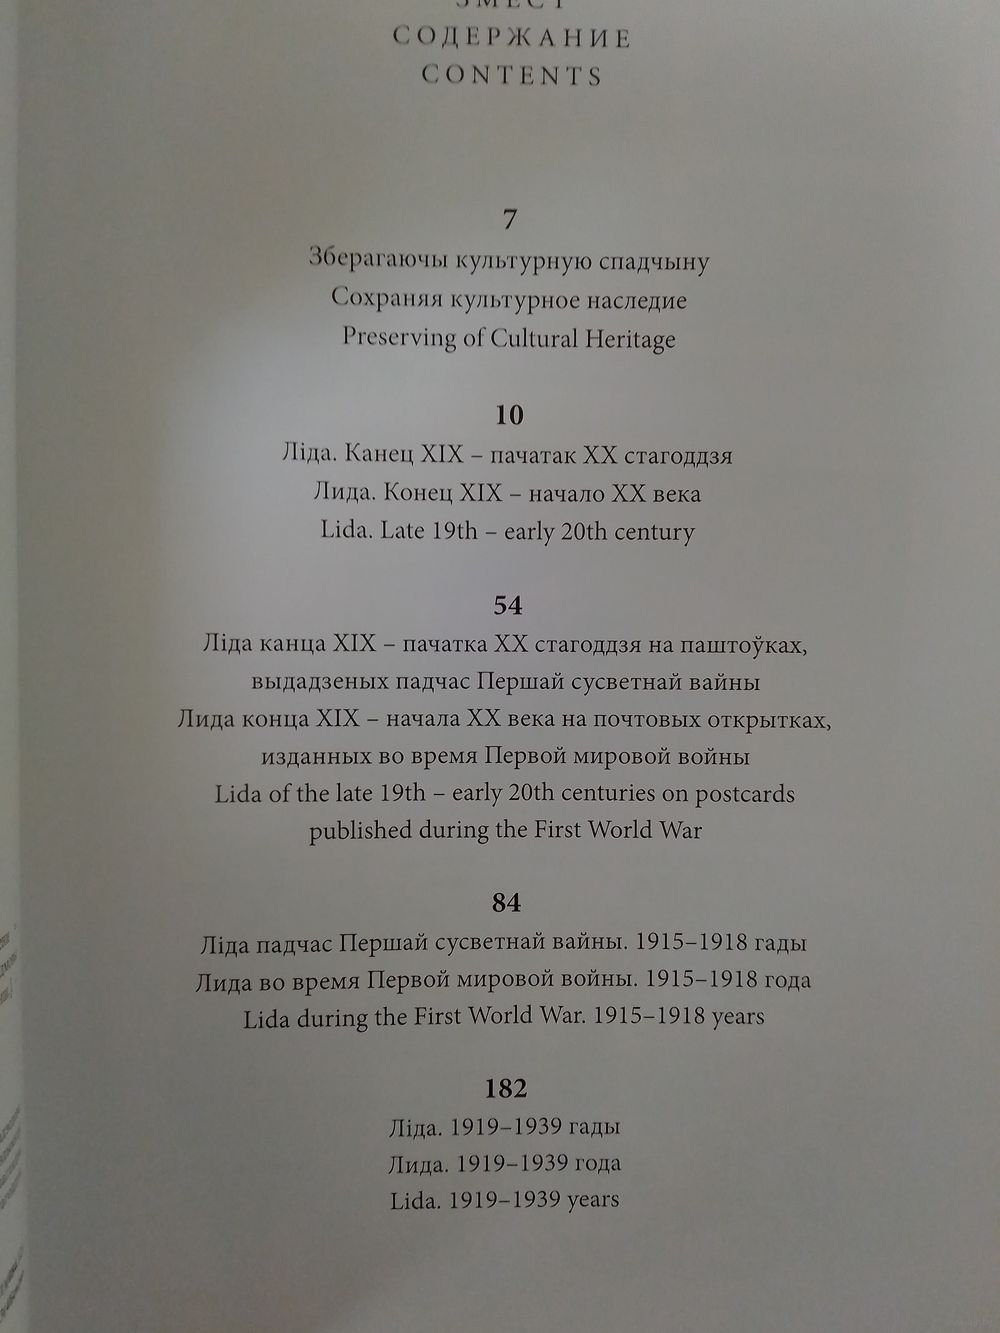 ЗМЕСТ
СОДЕРЖАНИЕ
CONTENTS
7
Зберагаючы культурную спадчыну
Сохраняя культурное наследие
Preserving of Cultural Heritage
10
Ліда. Канец XIX – пачатак XX стагоддзя
Лида. Конец XIX – начало XX века
Lida. Late 19th – early 20th century
54
Ліда канца XIX – пачатка XX стагоддзя на паштоўках,
выдадзеных падчас Першай сусветнай вайны
Лида конца XIX – начала XX века на почтовых открытках,
изданных во время Первой мировой войны
Lida of the late 19th – early 20th centuries on postcards
published during the First World War
84
Ліда падчас Першай сусветнай вайны. 1915–1918 гады
Лида во время Первой мировой войны. 1915–1918 года
Lida during the First World War. 1915–1918 years
182
Ліда. 1919–1939 гады
Лида. 1919–1939 года
Lida. 1919–1939 years